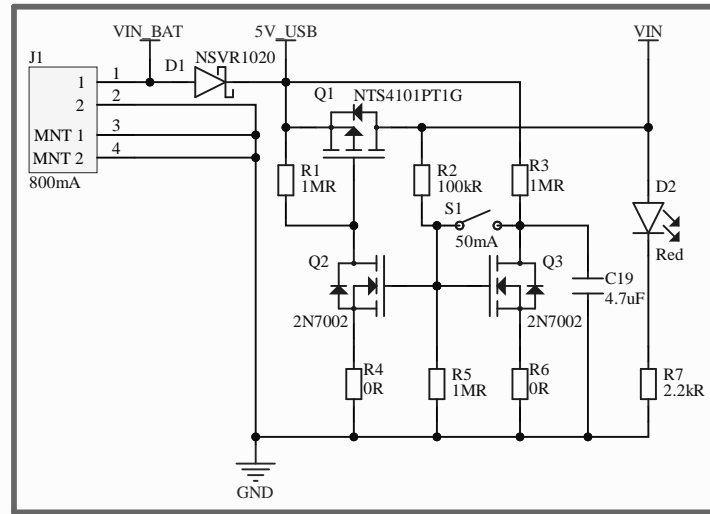 VIN_BAT
5V_USB
VIN
J1
D1
NSVR1020
1
1
2
2
MNT 1
3
MNT 2
4
800mA
Q1
NTS4101PT1G
R1
1MR
R2
100kR
R3
1MR
S1
50mA
D2
Red
Q2
2N7002
Q3
2N7002
C19
4.7uF
R4
0R
R5
1MR
R6
0R
R7
2.2kR
GND